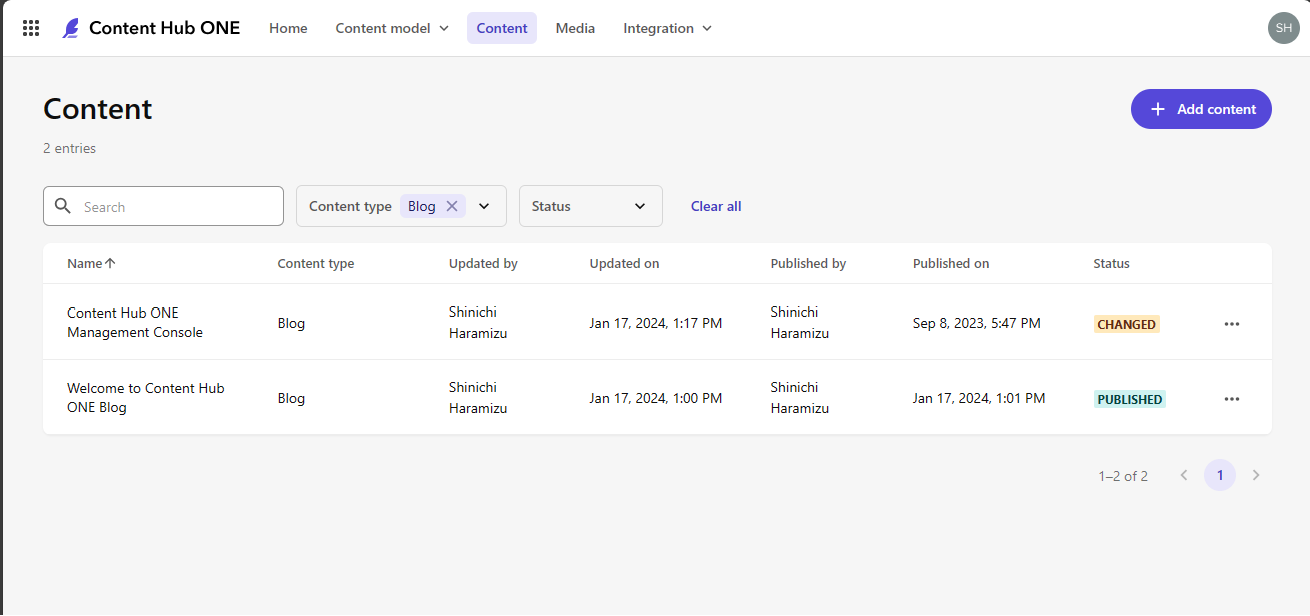 Content Hub ONE Home Content model Content Media Integration SH
Content
+ Add content
2 entries
Search Content type Blog Status Clear all
Name Content type Updated by Updated on Published by Published on Status
Content Hub ONE
Management Console
Blog
Shinichi
Haramizu
Jan 17, 2024, 1:17 PM
Shinichi
Haramizu
Sep 8, 2023, 5:47 PM
CHANGED
Welcome to Content Hub
ONE Blog
Blog
Shinichi
Haramizu
Jan 17, 2024, 1:00 PM
Shinichi
Haramizu
Jan 17, 2024, 1:01 PM
PUBLISHED
1–2 of 2 1